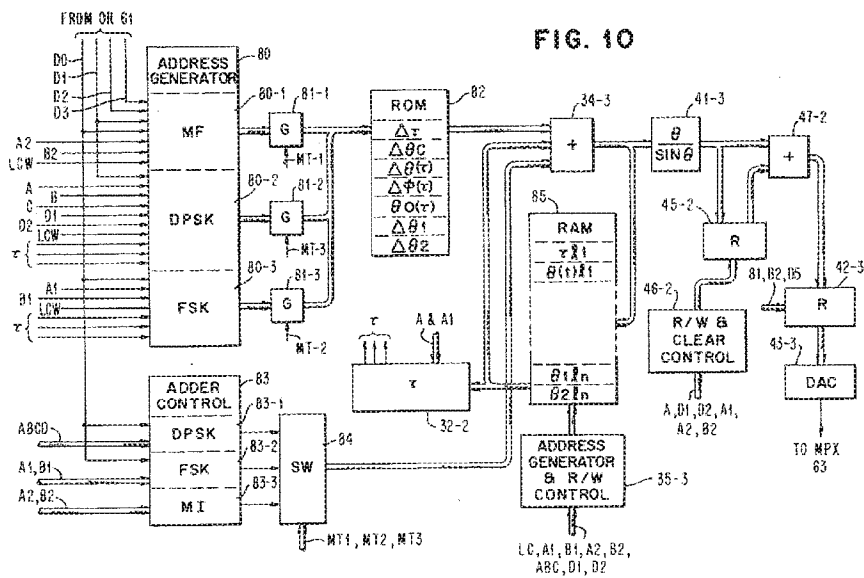 FROM OR 61
FIG. 10
D0
D1
D2
D3
ADDRESS GENERATOR
80
80-1
MF
A2
B2
LCW
81-1
G
MT-1
80-2
DPSK
A
B
C
D1
D2
LCW
τ
81-2
G
MT-3
80-3
FSK
A1
B1
LCW
τ
81-3
G
MT-2
ROM
82
Δτ
ΔθC
Δθ(τ)
Δϕ(τ)
θ0(τ)
Δθ1
Δθ2
34-3
+
41-3
θ
SIN θ
47-2
+
45-2
R
85
RAM
τℓ1
θ(t)ℓ1
θ1ℓn
θ2ℓn
46-2
R/W & CLEAR CONTROL
A,D1,D2,A1,
A2,B2
B1,B2,D5
42-3
R
43-3
DAC
TO MPX
63
τ
A & A1
τ
32-2
ADDER CONTROL
83
83-1
DPSK
83-2
FSK
83-3
MI
ABCD
A1,B1
A2,B2
84
SW
MT1, MT2, MT3
ADDRESS GENERATOR & R/W CONTROL
35-3
LC,A1,B1,A2,B2,
ABC,D1,D2